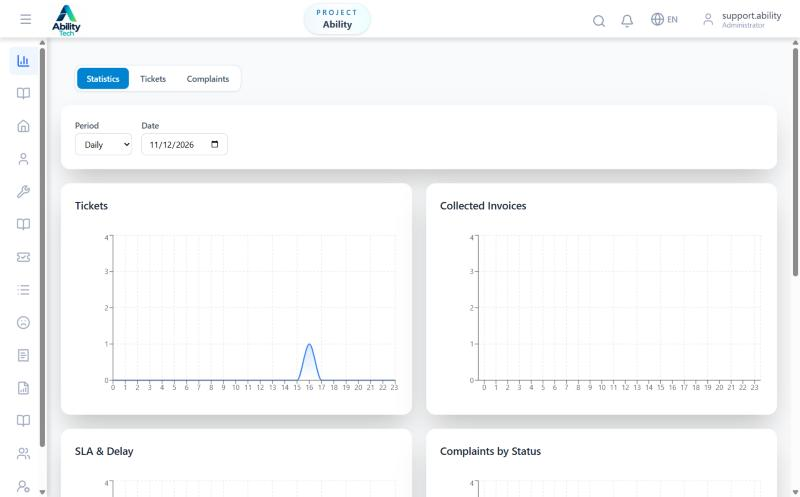 Ability
Tech
PROJECT
Ability
EN
support.ability
Administrator
Statistics
Tickets
Complaints
Period
Date
Daily
11/12/2026
Tickets
4
3
2
1
0
0 1 2 3 4 5 6 7 8 9 10 11 12 13 14 15 16 17 18 19 20 21 22 23
Collected Invoices
4
3
2
1
0
0 1 2 3 4 5 6 7 8 9 10 11 12 13 14 15 16 17 18 19 20 21 22 23
SLA & Delay
4
Complaints by Status
4